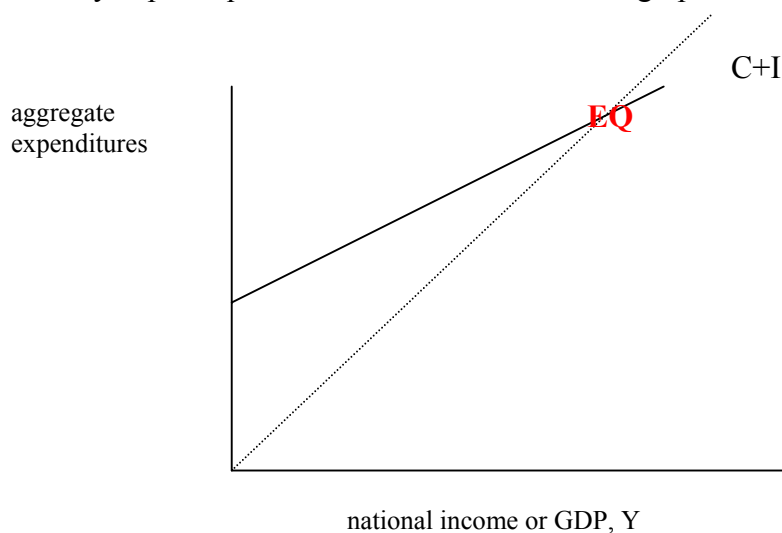 C+I
aggregate
EQ
expenditures
national income or GDP, Y